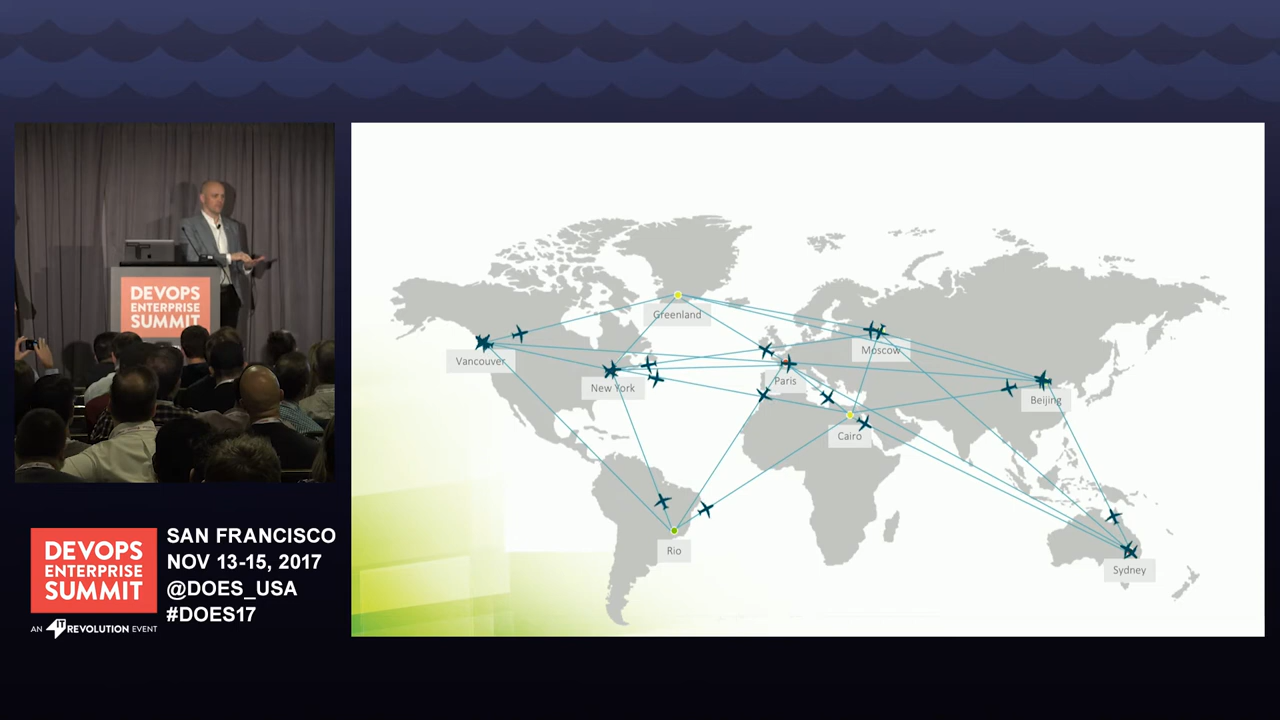 DEVOPS
ENTERPRISE
SUMMIT
DEVOPS
ENTERPRISE
SUMMIT
AN IT REVOLUTION EVENT
SAN FRANCISCO
NOV 13-15, 2017
@DOES_USA
#DOES17
Greenland
Vancouver
Moscow
New York
Paris
Beijing
Cairo
Rio
Sydney